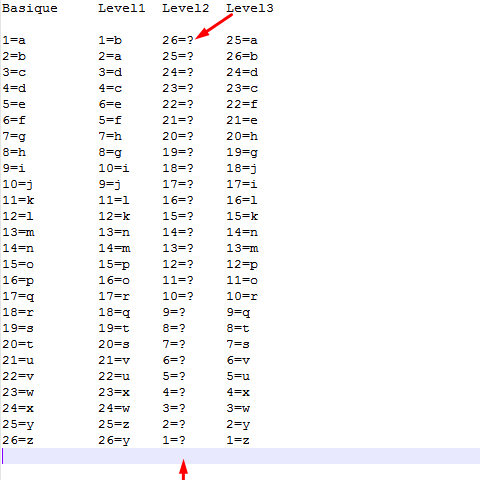 Basique Level1 Level2 Level3
1=a 1=b 26=? 25=a
2=b 2=a 25=? 26=b
3=c 3=d 24=? 24=d
4=d 4=c 23=? 23=c
5=e 6=e 22=? 22=f
6=f 5=f 21=? 21=e
7=g 7=h 20=? 20=h
8=h 8=g 19=? 19=g
9=i 10=i 18=? 18=j
10=j 9=j 17=? 17=i
11=k 11=l 16=? 16=l
12=l 12=k 15=? 15=k
13=m 13=n 14=? 14=n
14=n 14=m 13=? 13=m
15=o 15=p 12=? 12=p
16=p 16=o 11=? 11=o
17=q 17=r 10=? 10=r
18=r 18=q 9=? 9=q
19=s 19=t 8=? 8=t
20=t 20=s 7=? 7=s
21=u 21=v 6=? 6=v
22=v 22=u 5=? 5=u
23=w 23=x 4=? 4=x
24=x 24=w 3=? 3=w
25=y 25=z 2=? 2=y
26=z 26=y 1=? 1=z